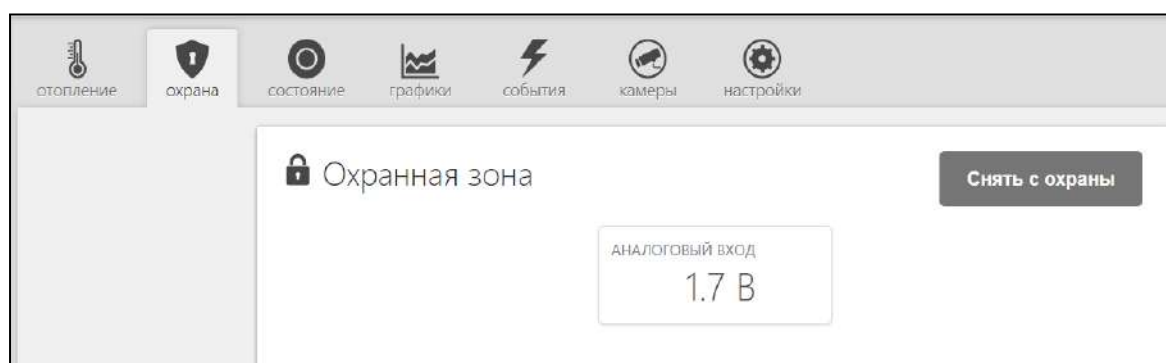 отопление охрана состояние графики события камеры настройки
Охранная зона
Снять с охраны
АНАЛОГОВЫЙ ВХОД
1.7 В